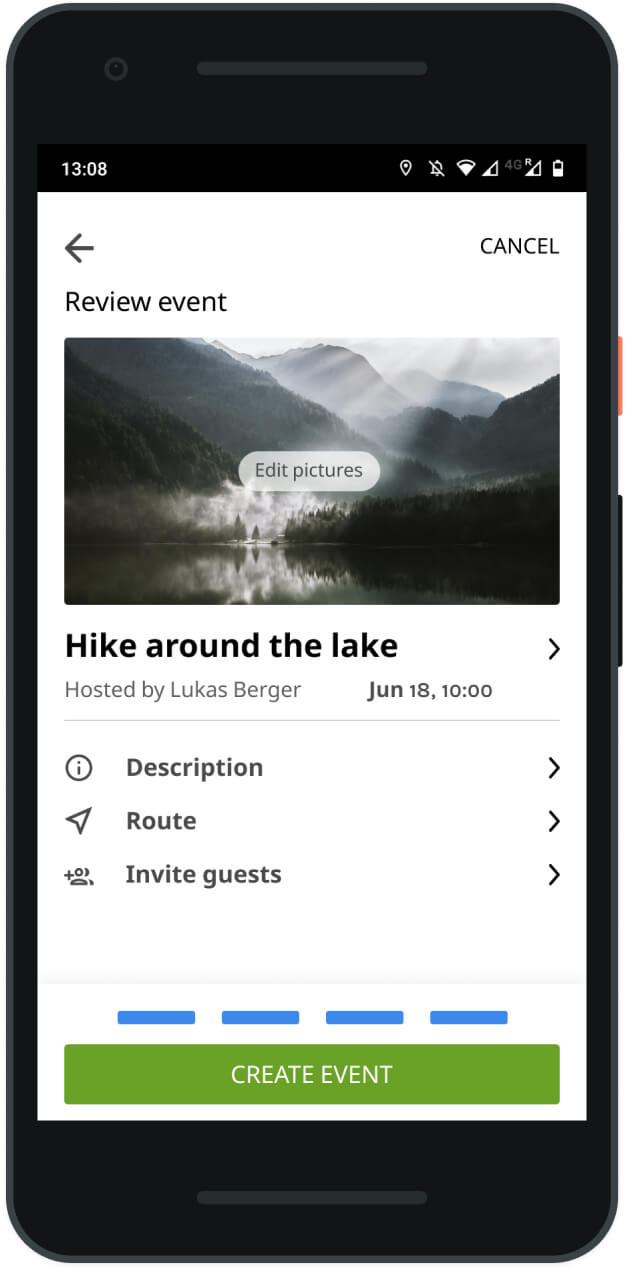 13:08
4G R
CANCEL
Review event
Edit pictures
Hike around the lake
Hosted by Lukas Berger Jun 18, 10:00
Description
Route
Invite guests
CREATE EVENT